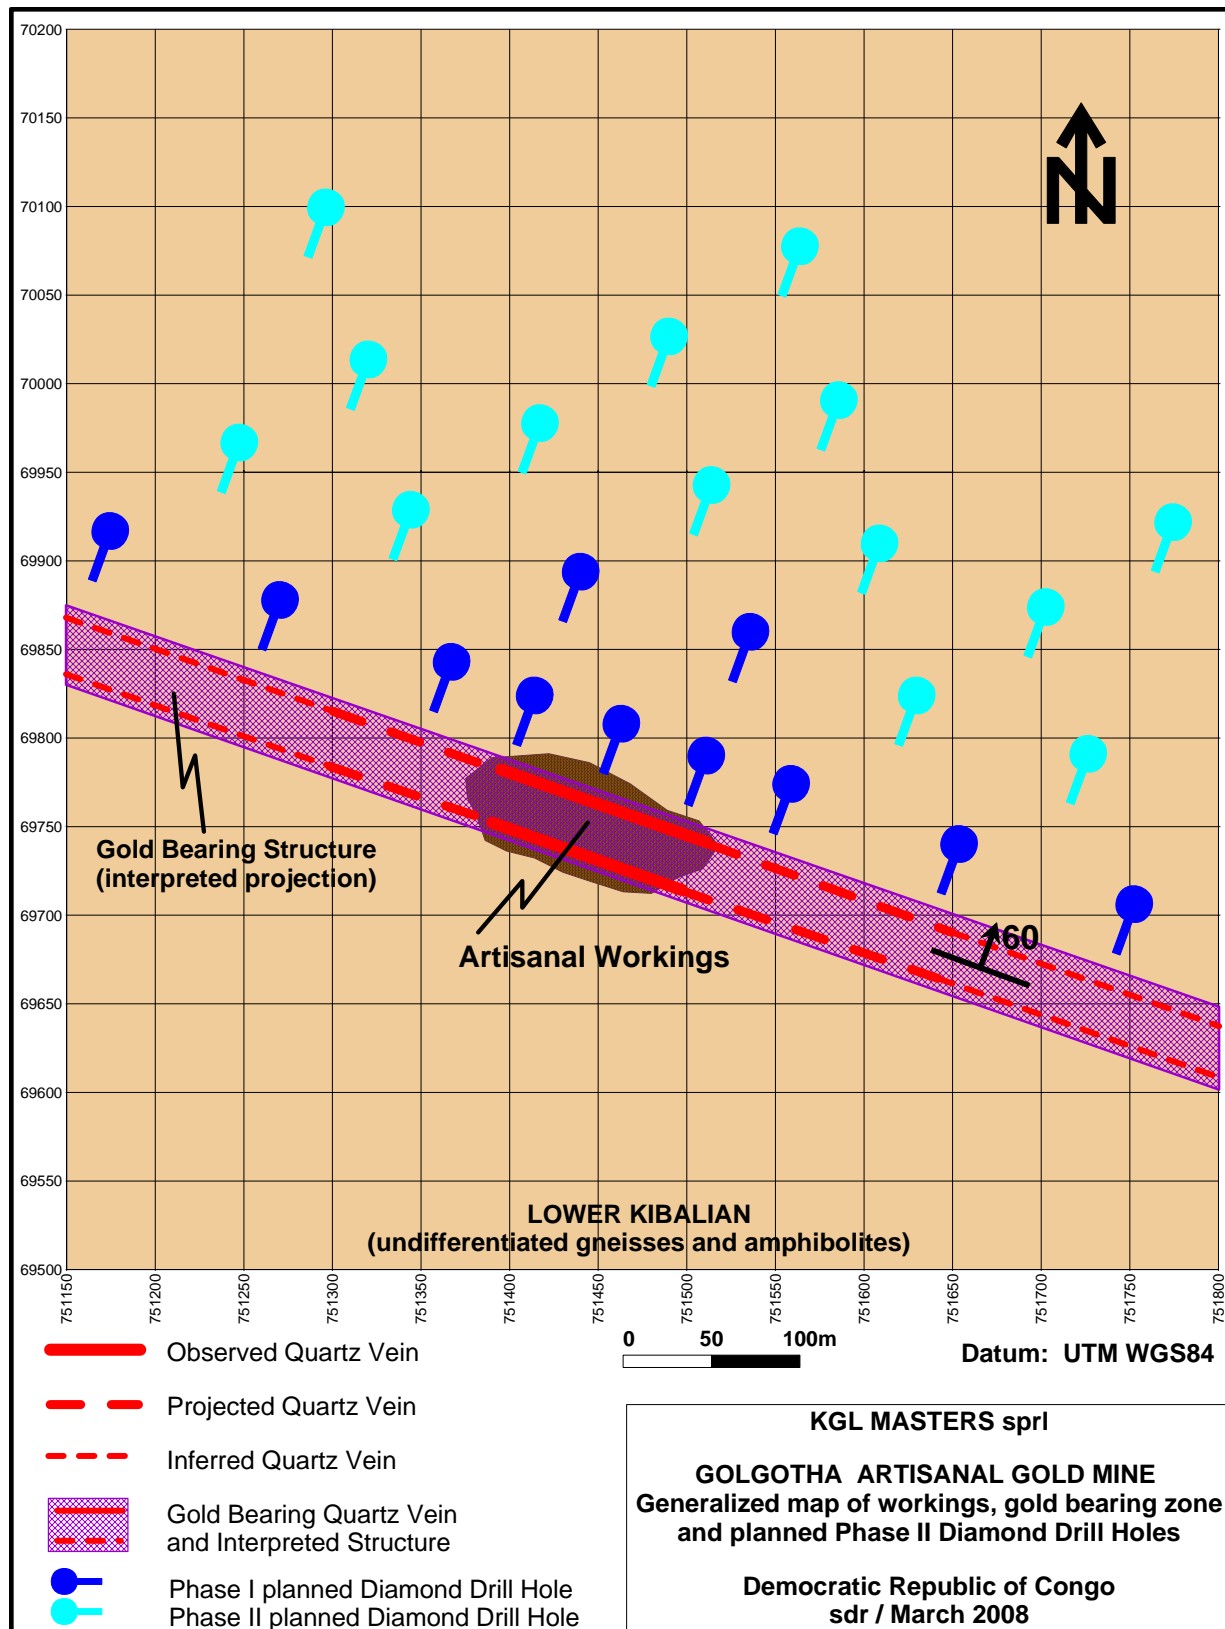 70200
70150
70100
70050
70000
69950
69900
69850
69800
69750
69700
69650
69600
69550
69500
N
Gold Bearing Structure
(interpreted projection)
Artisanal Workings
60
LOWER KIBALIAN
(undifferentiated gneisses and amphibolites)
751150
751200
751250
751300
751350
751400
751450
751500
751550
751600
751650
751700
751750
751800
0 50 100m
Datum: UTM WGS84
Observed Quartz Vein
Projected Quartz Vein
Inferred Quartz Vein
Gold Bearing Quartz Vein
and Interpreted Structure
Phase I planned Diamond Drill Hole
Phase II planned Diamond Drill Hole
KGL MASTERS sprl
GOLGOTHA ARTISANAL GOLD MINE
Generalized map of workings, gold bearing zone
and planned Phase II Diamond Drill Holes
Democratic Republic of Congo
sdr / March 2008